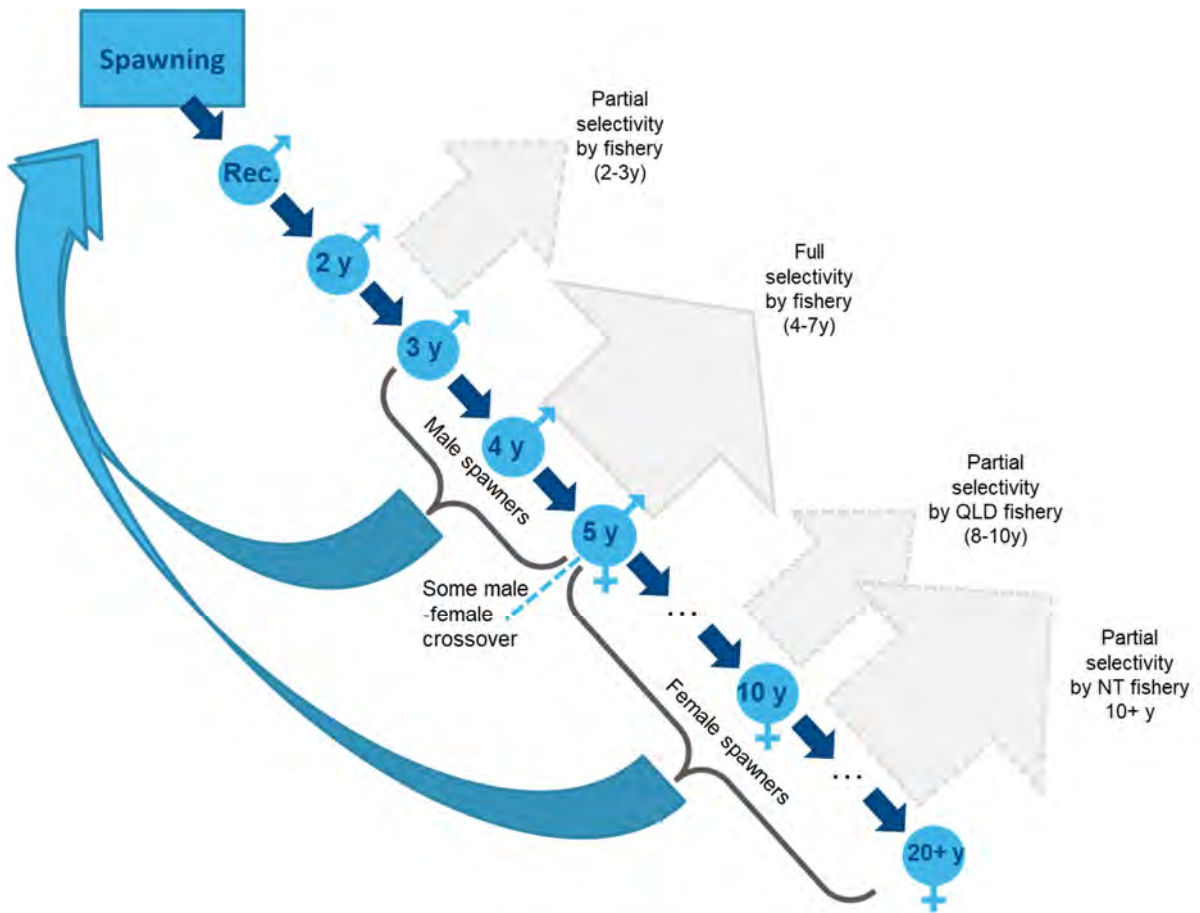 Spawning
Rec.
2 y
3 y
4 y
5 y
...
10 y
...
20+ y
Partial
selectivity
by fishery
(2-3y)
Full
selectivity
by fishery
(4-7y)
Partial
selectivity
by QLD fishery
(8-10y)
Partial
selectivity
by NT fishery
10+ y
Male spawners
Some male
-female
crossover
Female spawners